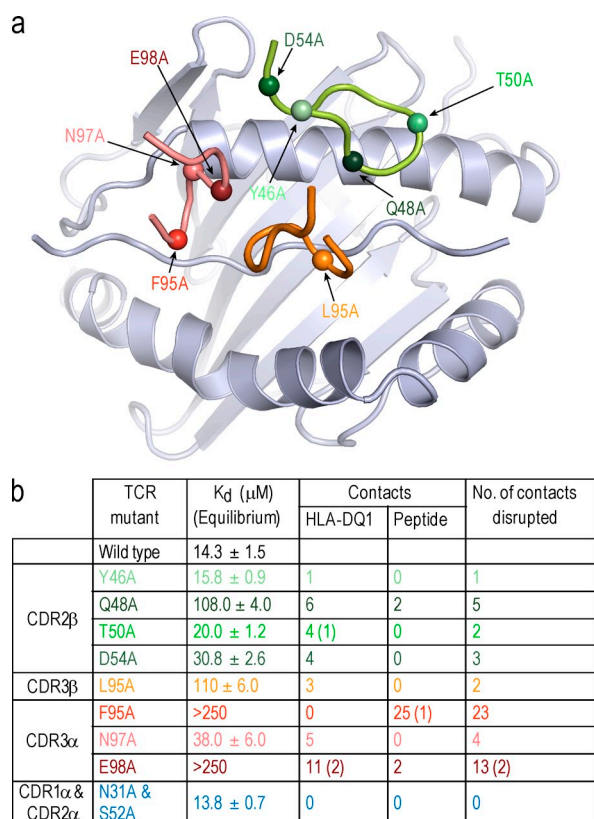 a
D54A
E98A
T50A
N97A
Y46A
Q48A
F95A
L95A
b
TCR mutant Kd (μM) (Equilibrium) Contacts HLA-DQ1 Peptide No. of contacts disrupted
Wild type 14.3 ± 1.5
CDR2β Y46A 15.8 ± 0.9 1 0 1
Q48A 108.0 ± 4.0 6 2 5
T50A 20.0 ± 1.2 4 (1) 0 2
D54A 30.8 ± 2.6 4 0 3
CDR3β L95A 110 ± 6.0 3 0 2
CDR3α F95A >250 0 25 (1) 23
N97A 38.0 ± 6.0 5 0 4
E98A >250 11 (2) 2 13 (2)
CDR1α & CDR2α N31A & S52A 13.8 ± 0.7 0 0 0